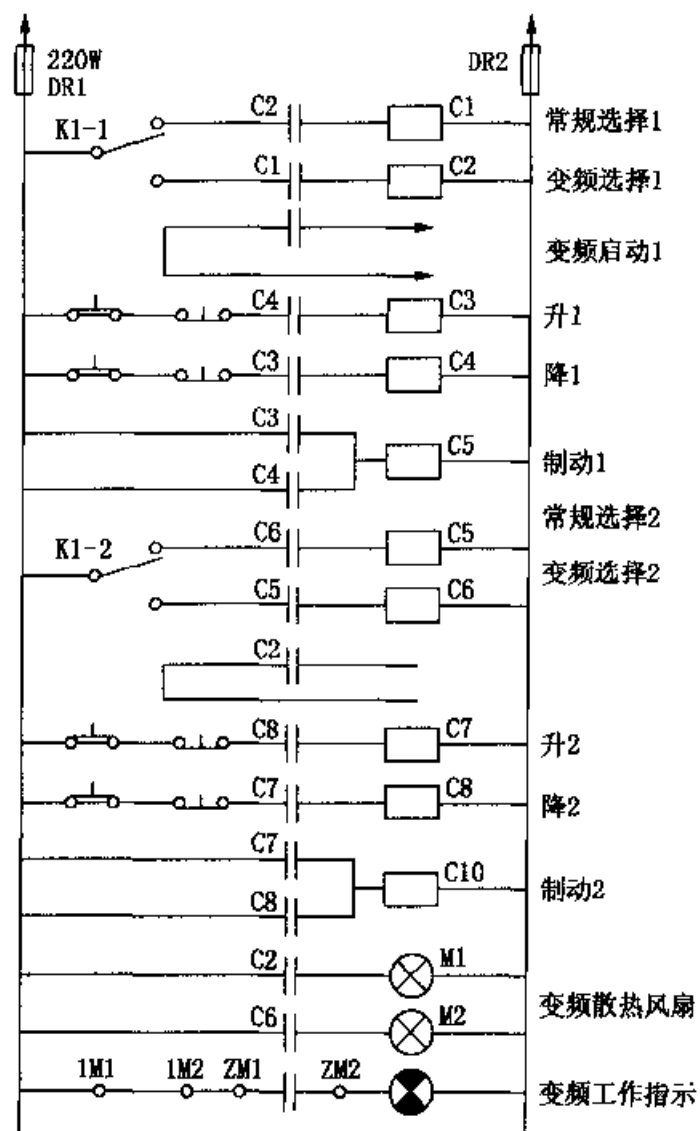 220W
DR1
DR2
K1-1
C2
C1
常规选择1
C1
C2
变频选择1
变频启动1
C4
C3
升1
C3
C4
降1
C3
C4
C5
制动1
常规选择2
K1-2
C6
C5
变频选择2
C5
C6
C2
C8
C7
升2
C7
C8
降2
C7
C8
C10
制动2
C2
M1
C6
M2
变频散热风扇
1M1
1M2
ZM1
ZM2
变频工作指示